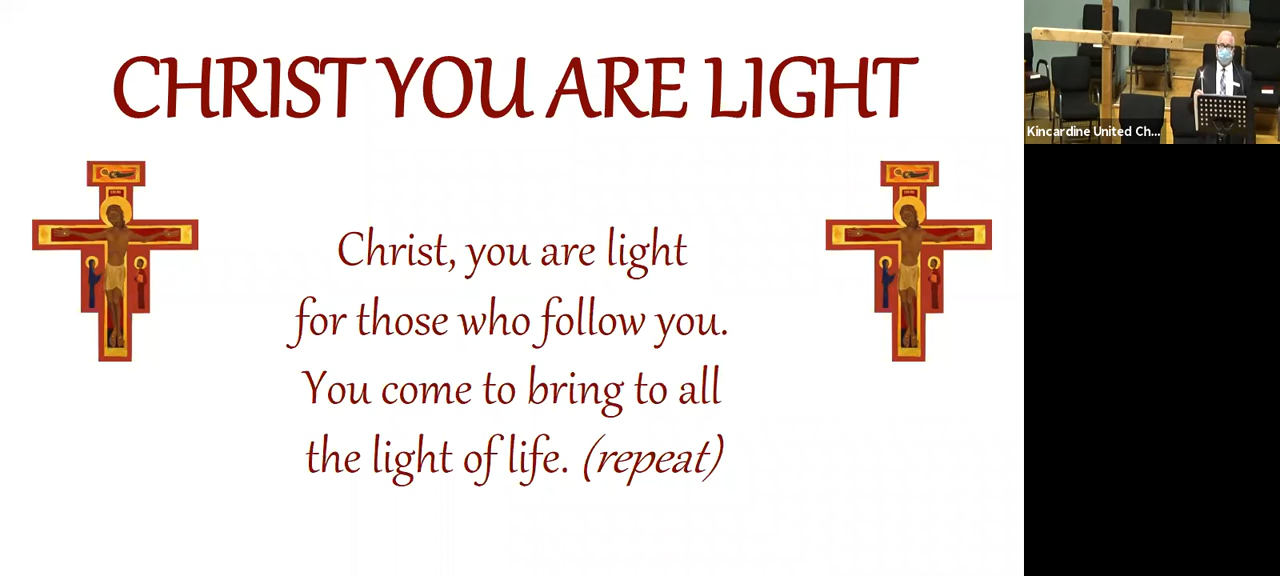 CHRIST YOU ARE LIGHT
Christ, you are light
for those who follow you.
You come to bring to all
the light of life. (repeat)
Kincardine United Ch...